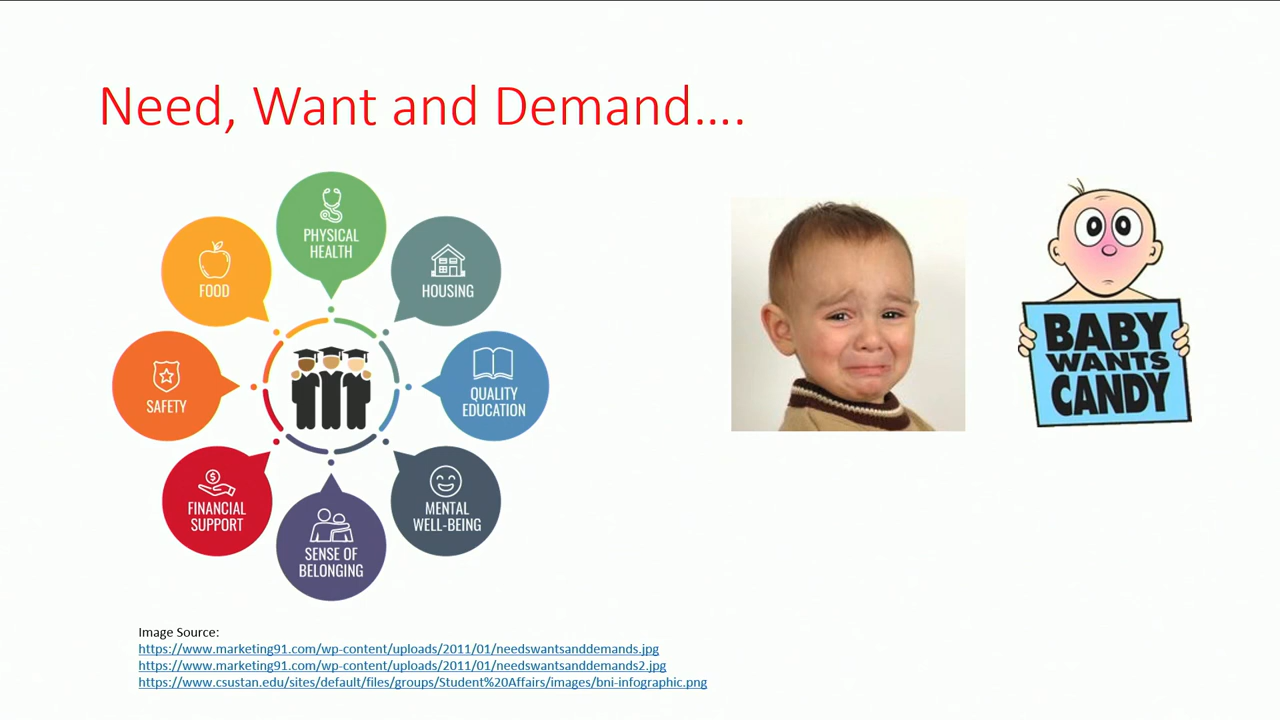 Need, Want and Demand....
PHYSICAL
HEALTH
FOOD
HOUSING
SAFETY
QUALITY
EDUCATION
FINANCIAL
SUPPORT
MENTAL
WELL-BEING
SENSE OF
BELONGING
BABY
WANTS
CANDY
Image Source:
https://www.marketing91.com/wp-content/uploads/2011/01/needswantsanddemands.jpg
https://www.marketing91.com/wp-content/uploads/2011/01/needswantsanddemands2.jpg
https://www.csustan.edu/sites/default/files/groups/Student%20Affairs/images/bni-infographic.png